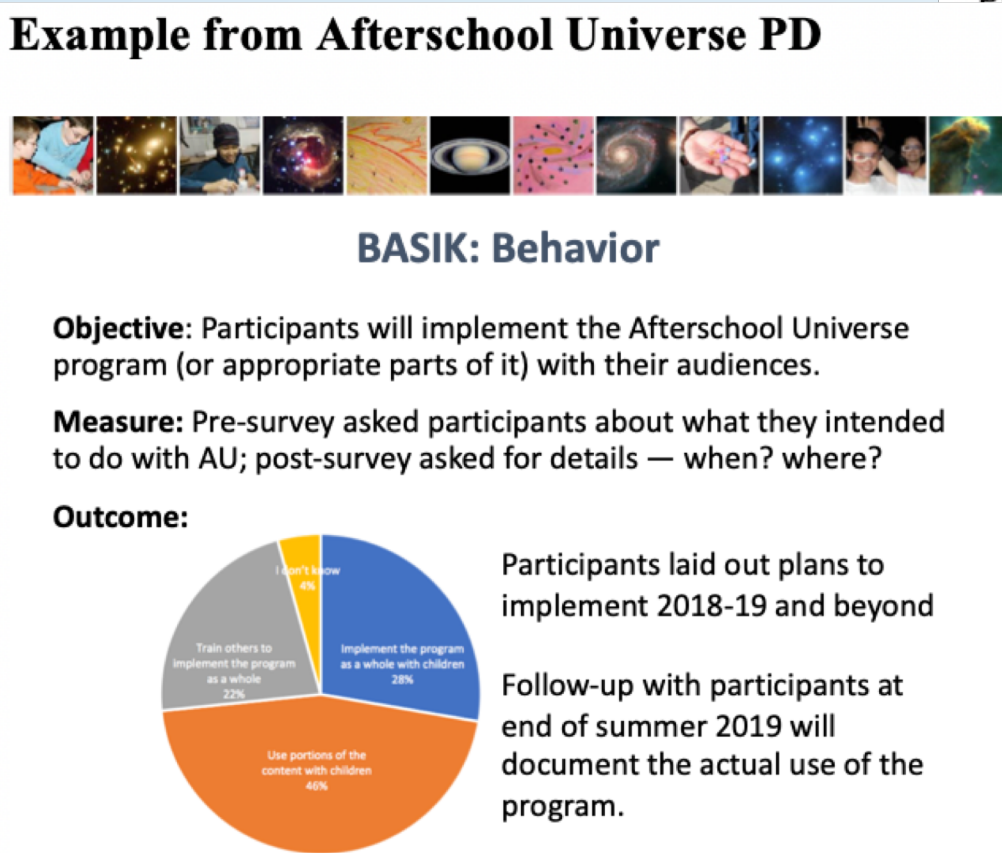 Example from Afterschool Universe PD
BASIK: Behavior
Objective: Participants will implement the Afterschool Universe
program (or appropriate parts of it) with their audiences.
Measure: Pre-survey asked participants about what they intended
to do with AU; post-survey asked for details — when? where?
Outcome:
I don't know
4%
Train others to
implement the program
as a whole
22%
Implement the program
as a whole with children
28%
Use portions of the
content with children
46%
Participants laid out plans to
implement 2018-19 and beyond
Follow-up with participants at
end of summer 2019 will
document the actual use of the
program.